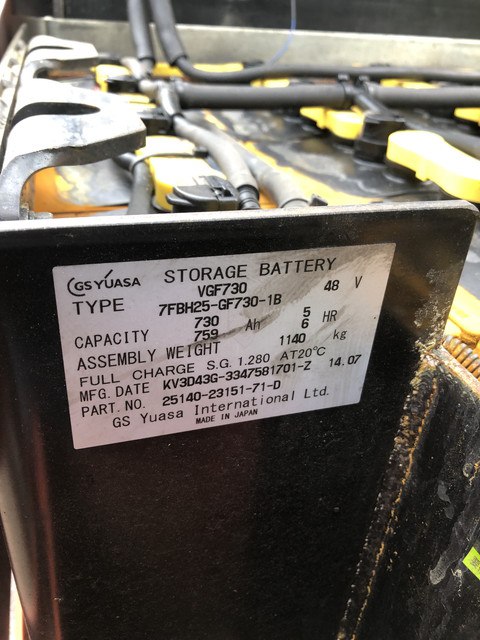 GS YUASA STORAGE BATTERY
VGF730 48 V
TYPE 7FBH25-GF730-1B
730 5
CAPACITY 759 Ah 6 HR
ASSEMBLY WEIGHT 1140 kg
FULL CHARGE S.G. 1.280 AT20°C
MFG. DATE KV3D43G-3347581701-Z 14.07
PART. NO. 25140-23151-71-D
GS Yuasa International Ltd.
MADE IN JAPAN